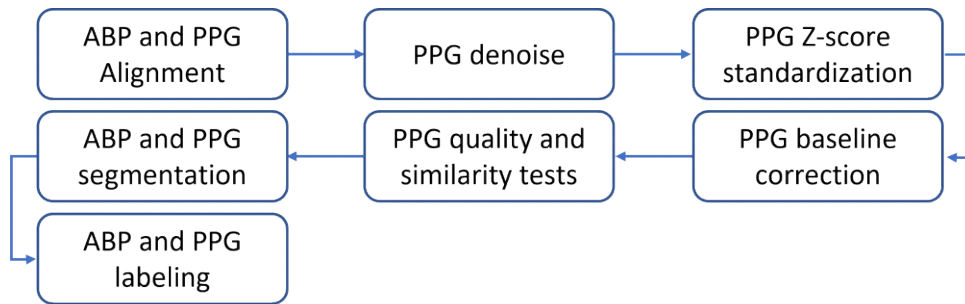 ABP and PPG
Alignment
PPG denoise
PPG Z-score
standardization
PPG baseline
correction
PPG quality and
similarity tests
ABP and PPG
segmentation
ABP and PPG
labeling